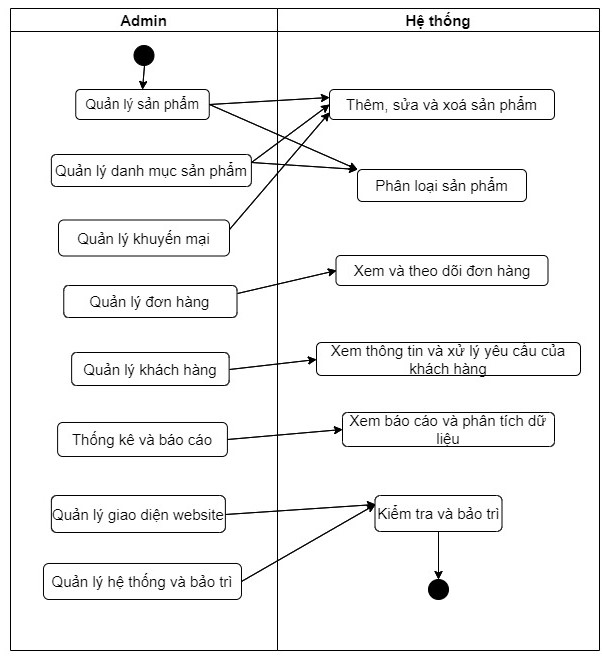 Admin
Hệ thống
Quản lý sản phẩm
Thêm, sửa và xoá sản phẩm
Quản lý danh mục sản phẩm
Phân loại sản phẩm
Quản lý khuyến mại
Xem và theo dõi đơn hàng
Quản lý đơn hàng
Xem thông tin và xử lý yêu cầu của
khách hàng
Quản lý khách hàng
Xem báo cáo và phân tích dữ
liệu
Thống kê và báo cáo
Quản lý giao diện website
Kiểm tra và bảo trì
Quản lý hệ thống và bảo trì